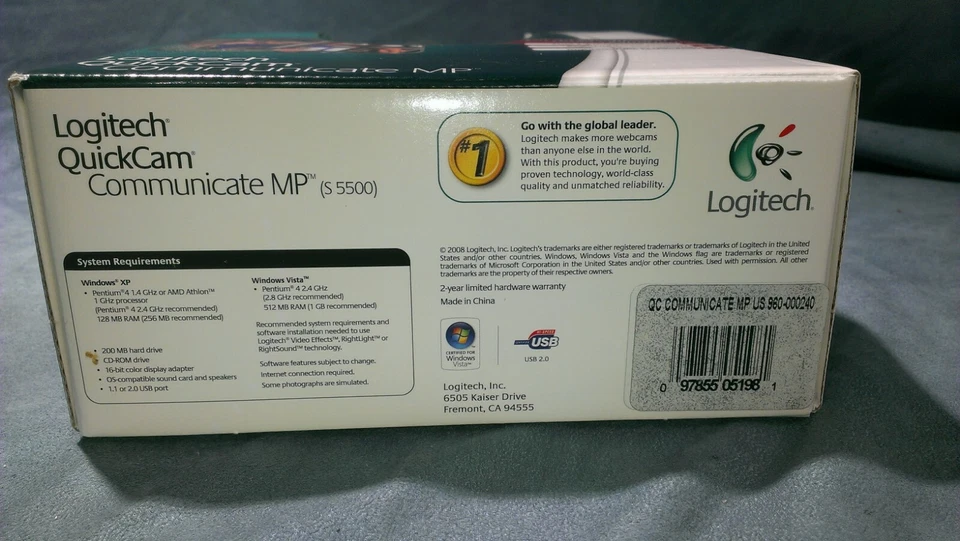 Communicate MP
Logitech®
QuickCam®
Communicate MP™ (S 5500)
#1
Go with the global leader.
Logitech makes more webcams
than anyone else in the world.
With this product, you're buying
proven technology, world-class
quality and unmatched reliability.
Logitech®
System Requirements
Windows® XP
• Pentium® 4 1.4 GHz or AMD Athlon™
1 GHz processor
(Pentium® 4 2.4 GHz recommended)
128 MB RAM (256 MB recommended)
• 200 MB hard drive
• CD-ROM drive
• 16-bit color display adapter
• OS-compatible sound card and speakers
• 1.1 or 2.0 USB port
Windows Vista™
• Pentium® 4 2.4 GHz
(2.8 GHz recommended)
512 MB RAM (1 GB recommended)
Recommended system requirements and
software installation needed to use
Logitech® Video Effects™, RightLight™ or
RightSound™ technology.
Software features subject to change.
Internet connection required.
Some photographs are simulated.
© 2008 Logitech, Inc. Logitech's trademarks are either registered trademarks or trademarks of Logitech in the United
States and/or other countries. Windows, Windows Vista and the Windows flag are trademarks or registered
trademarks of Microsoft Corporation in the United States and/or other countries. Used with permission. All other
trademarks are the property of their respective owners.
2-year limited hardware warranty
Made in China
CERTIFIED FOR
Windows
Vista™
HI-SPEED
USB
USB 2.0
Logitech, Inc.
6505 Kaiser Drive
Fremont, CA 94555
QC COMMUNICATE MP US 960-000240
0 97855 05198 1